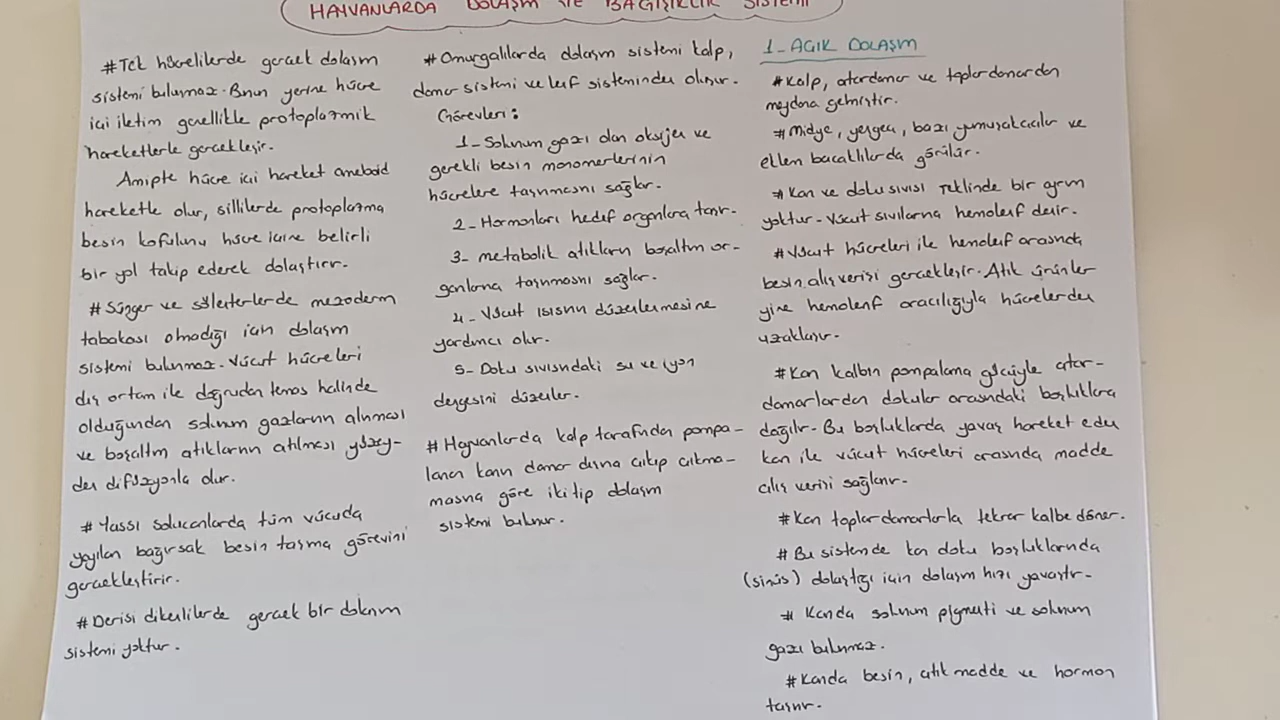 HAYVANLARDA DOLAŞIM VE BAĞIŞIKLIK SİSTEMİ
#Tek hücrelilerde gerçek dolaşım
sistemi bulunmaz. Bunun yerine hücre
içi iletim genellikle protoplazmik
hareketlerle gerçekleşir.
Amipte hücre içi hareket ameboid
hareketle olur, sillilerde protoplazma
besin kofulunu hücre içine belirli
bir yol takip ederek dolaştırır.
#Sünger ve sölenterlerde mezoderm
tabakası olmadığı için dolaşım
sistemi bulunmaz. Vücut hücreleri
dış ortam ile doğrudan temas halinde
olduğundan solunum gazlarının alınması
ve boşaltım atıklarının atılması yüzey-
den difüzyonla olur.
#Yassı solucanlarda tüm vücuda
yayılan bağırsak besin taşıma görevini
gerçekleştirir.
#Derisi dikenlilerde gerçek bir dolanım
sistemi yoktur.
#Omurgalılarda dolaşım sistemi kalp,
damar sistemi ve lenf sisteminden oluşur.
Görevleri:
1- Solunum gazı olan oksijen ve
gerekli besin monomerlerinin
hücrelere taşınmasını sağlar.
2- Hormonları hedef organlara taşır.
3- metabolik atıkların boşaltım or-
ganlarına taşınmasını sağlar.
4- Vücut ısısının düzenlenmesine
yardımcı olur.
5- Doku sıvısındaki su ve iyon
dengesini düzenler.
#Hayvanlarda kalp tarafından pompa-
lanan kanın damar dışına çıkıp çıkma-
masına göre iki tip dolaşım
sistemi bulunur.
1- AÇIK DOLAŞIM
#Kalp, atardamar ve toplardamardan
meydana gelmiştir.
#Midye, yengeç, bazı yumuşakçalar ve
eklem bacaklılarda görülür.
#Kan ve doku sıvısı şeklinde bir ayrım
yoktur. Vücut sıvılarına hemolenf denir.
#Vücut hücreleri ile hemolenf arasında
besin alış verişi gerçekleşir. Atık ürünler
yine hemolenf aracılığıyla hücrelerden
uzaklaşır.
#Kan kalbin pompalama gücüyle atar-
damarlardan dokular arasındaki boşluklara
dağılır. Bu boşluklarda yavaş hareket eden
kan ile vücut hücreleri arasında madde
alış verişi sağlanır.
#Kan toplardamarlarla tekrar kalbe döner.
#Bu sistemde kan doku boşluklarında
(sinüs) dolaştığı için dolaşım hızı yavaştır.
# Kanda solunum pigmenti ve solunum
gazı bulunmaz.
#Kanda besin, atık madde ve hormon
taşınır.